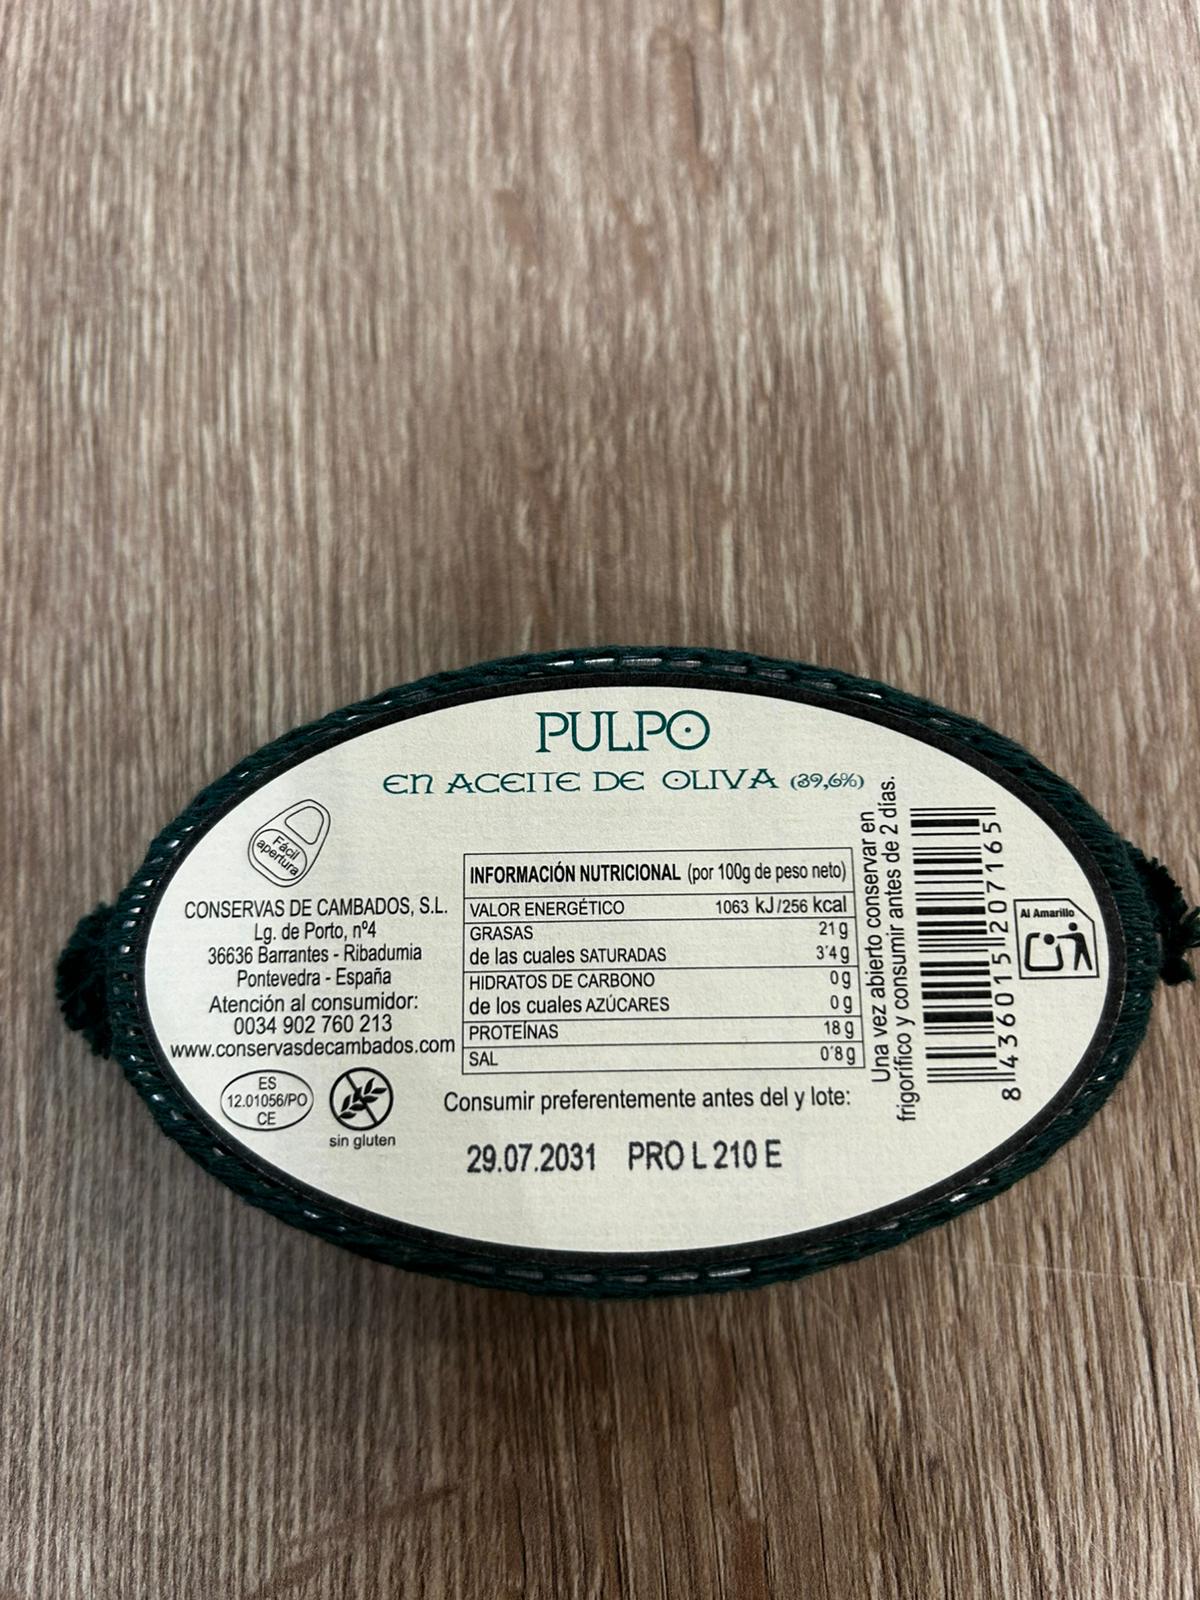 PULPO
EN ACEITE DE OLIVA (39,6%)
Fácil
apertura
CONSERVAS DE CAMBADOS, S.L.
Lg. de Porto, nº4
36636 Barrantes - Ribadumia
Pontevedra - España
Atención al consumidor:
0034 902 760 213
www.conservasdecambados.com
ES
12.01056/PO
CE
sin gluten
INFORMACIÓN NUTRICIONAL (por 100g de peso neto)
VALOR ENERGÉTICO 1063 kJ/256 kcal
GRASAS 21 g
de las cuales SATURADAS 3'4 g
HIDRATOS DE CARBONO 0 g
de los cuales AZÚCARES 0 g
PROTEÍNAS 18 g
SAL 0'8 g
Consumir preferentemente antes del y lote:
29.07.2031 PRO L 210 E
Una vez abierto conservar en
frigorífico y consumir antes de 2 días.
8 436015 207165
Al Amarillo